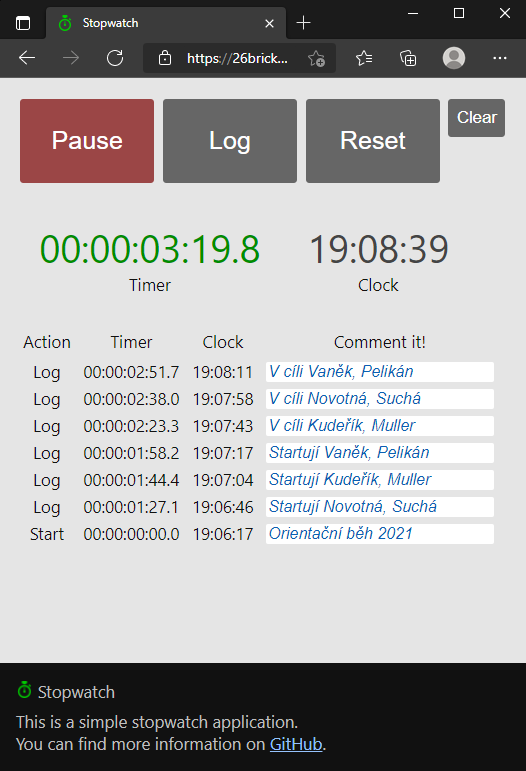 Stopwatch
https://26brick...
Pause Log Reset Clear
00:00:03:19.8 19:08:39
Timer Clock
Action Timer Clock Comment it!
Log 00:00:02:51.7 19:08:11 V cíli Vaněk, Pelikán
Log 00:00:02:38.0 19:07:58 V cíli Novotná, Suchá
Log 00:00:02:23.3 19:07:43 V cíli Kudeřík, Muller
Log 00:00:01:58.2 19:07:17 Startují Vaněk, Pelikán
Log 00:00:01:44.4 19:07:04 Startují Kudeřík, Muller
Log 00:00:01:27.1 19:06:46 Startují Novotná, Suchá
Start 00:00:00:00.0 19:06:17 Orientační běh 2021
Stopwatch
This is a simple stopwatch application.
You can find more information on GitHub.